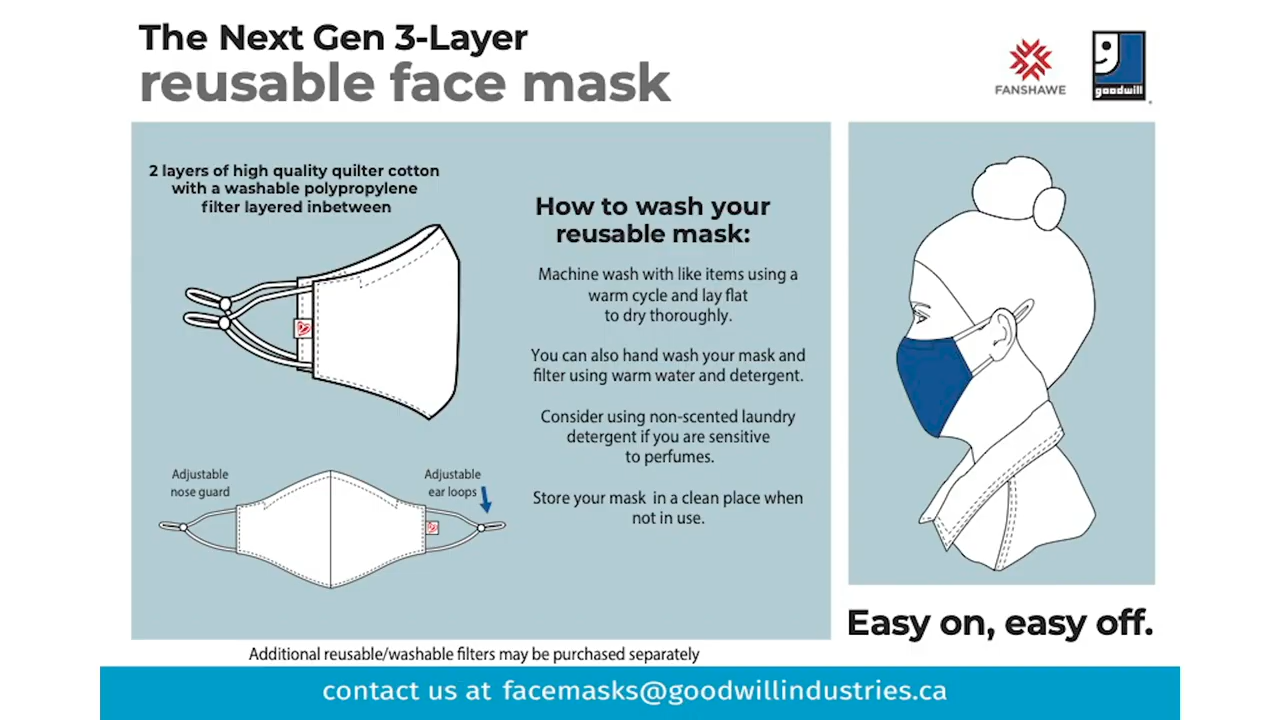 The Next Gen 3-Layer
reusable face mask
FANSHAWE
goodwill
2 layers of high quality quilter cotton
with a washable polypropylene
filter layered inbetween
How to wash your
reusable mask:
Machine wash with like items using a
warm cycle and lay flat
to dry thoroughly.
You can also hand wash your mask and
filter using warm water and detergent.
Consider using non-scented laundry
detergent if you are sensitive
to perfumes.
Store your mask in a clean place when
not in use.
Adjustable
nose guard
Adjustable
ear loops
Easy on, easy off.
Additional reusable/washable filters may be purchased separately
contact us at facemasks@goodwillindustries.ca